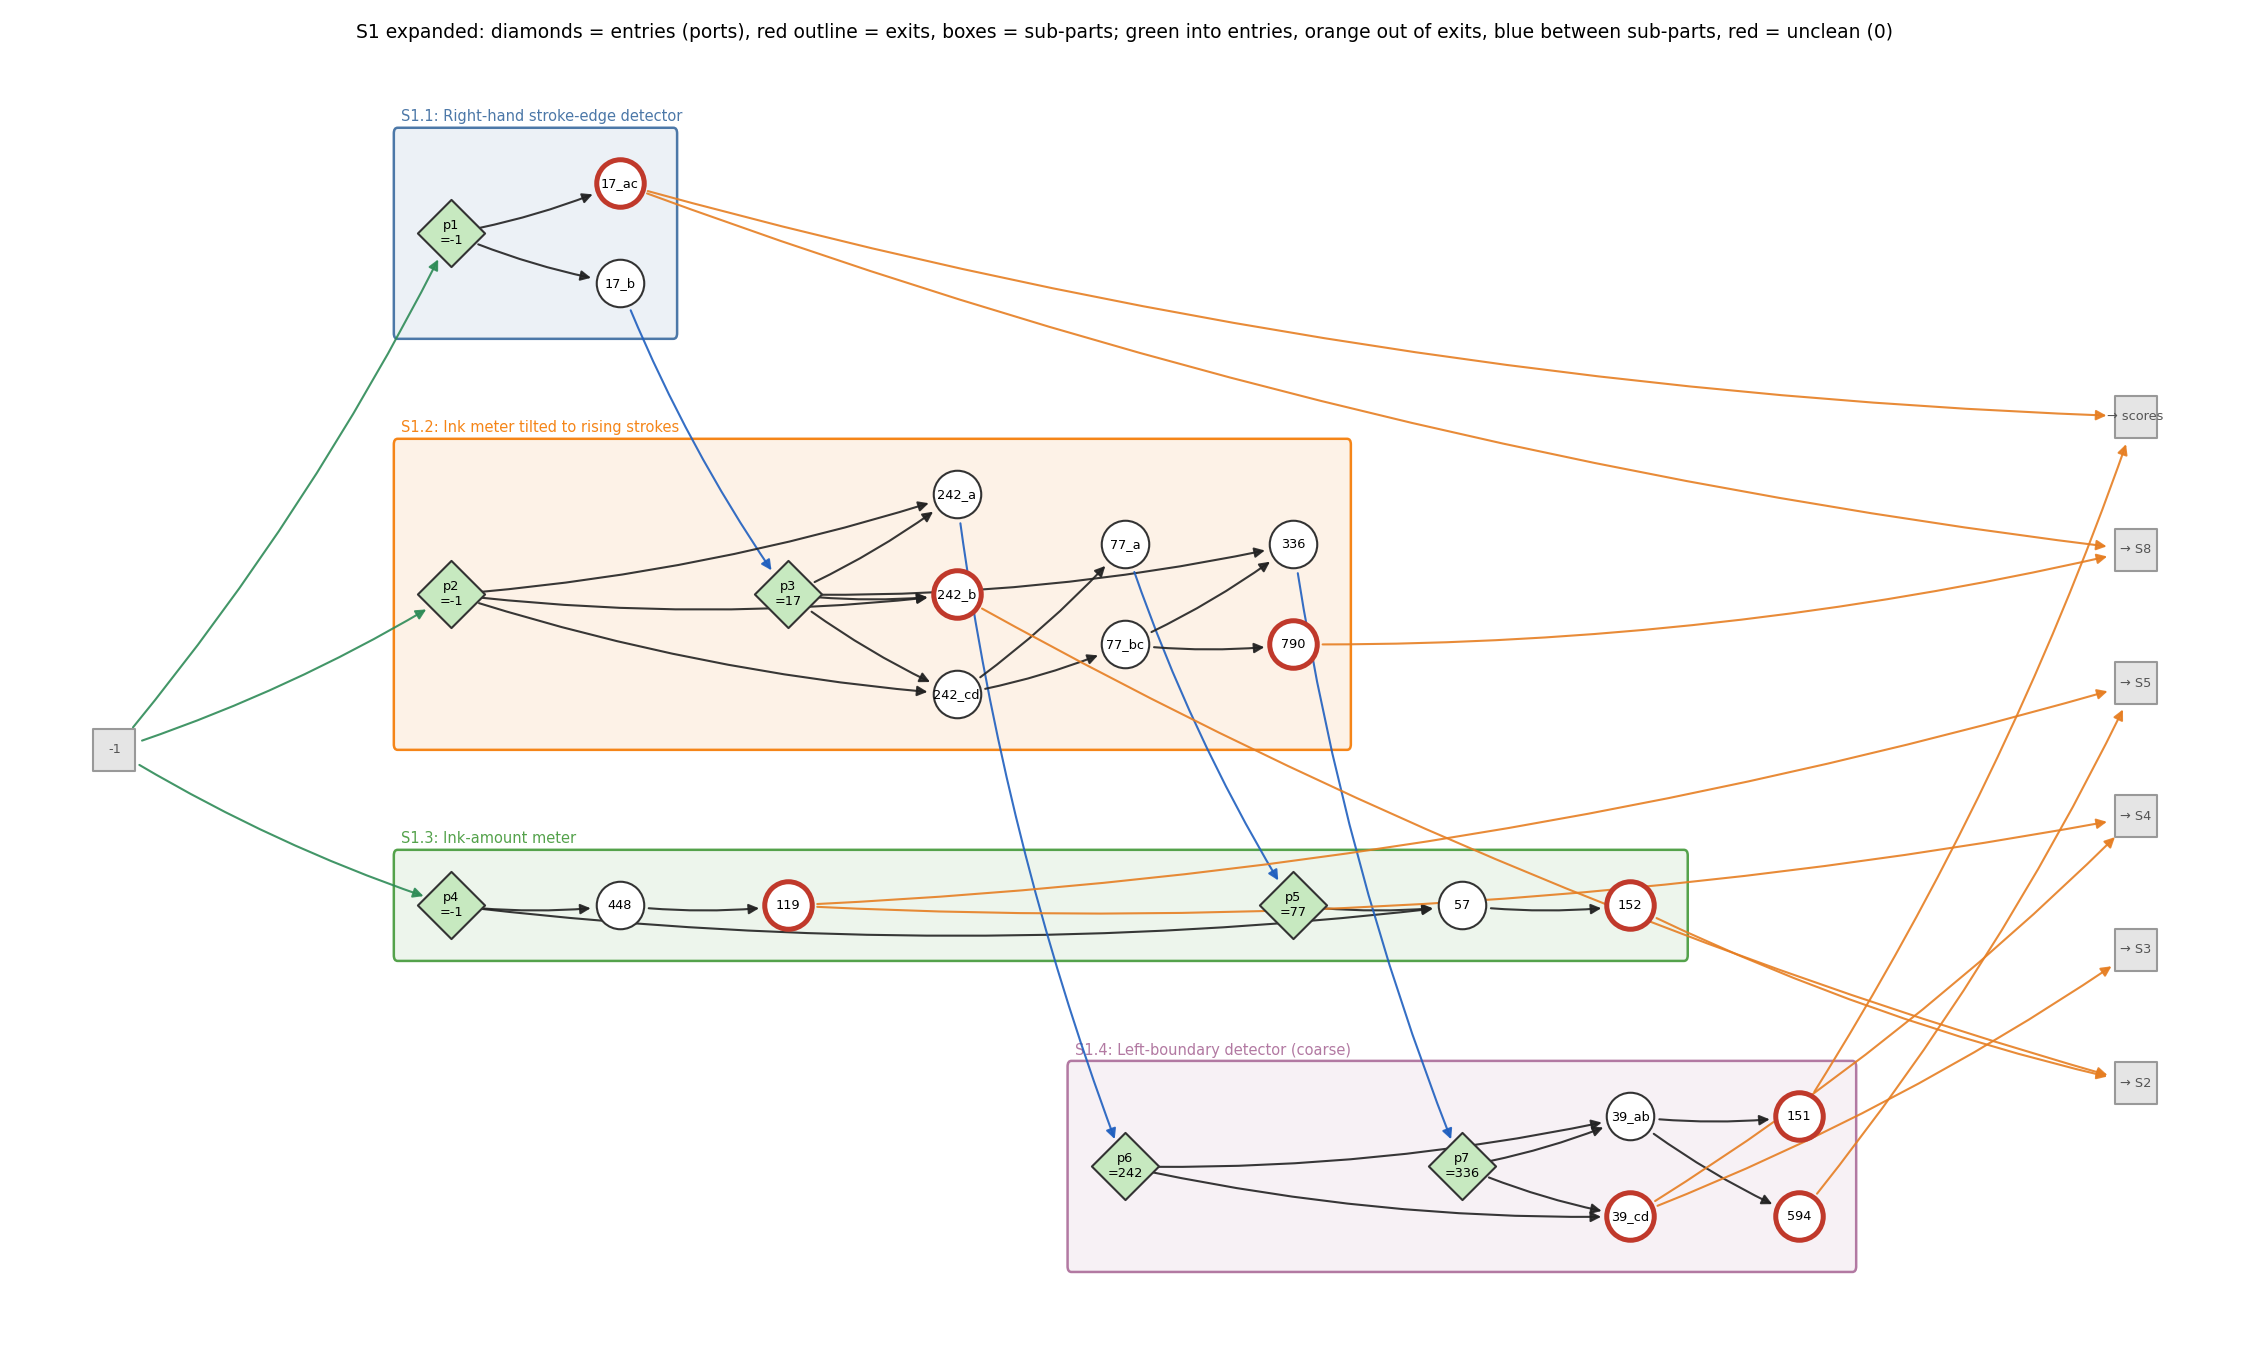 S1 expanded: diamonds = entries (ports), red outline = exits, boxes = sub-parts; green into entries, orange out of exits, blue between sub-parts, red = unclean (0)
S1.1: Right-hand stroke-edge detector
17_ac
p1
=-1
17_b
→ scores
S1.2: Ink meter tilted to rising strokes
242_a
77_a
336
→ S8
p2
=-1
p3
=17
242_b
77_bc
790
242_cd
→ S5
-1
→ S4
S1.3: Ink-amount meter
p4
=-1
448
119
p5
=77
57
152
→ S3
S1.4: Left-boundary detector (coarse)
→ S2
39_ab
151
p6
=242
p7
=336
39_cd
594